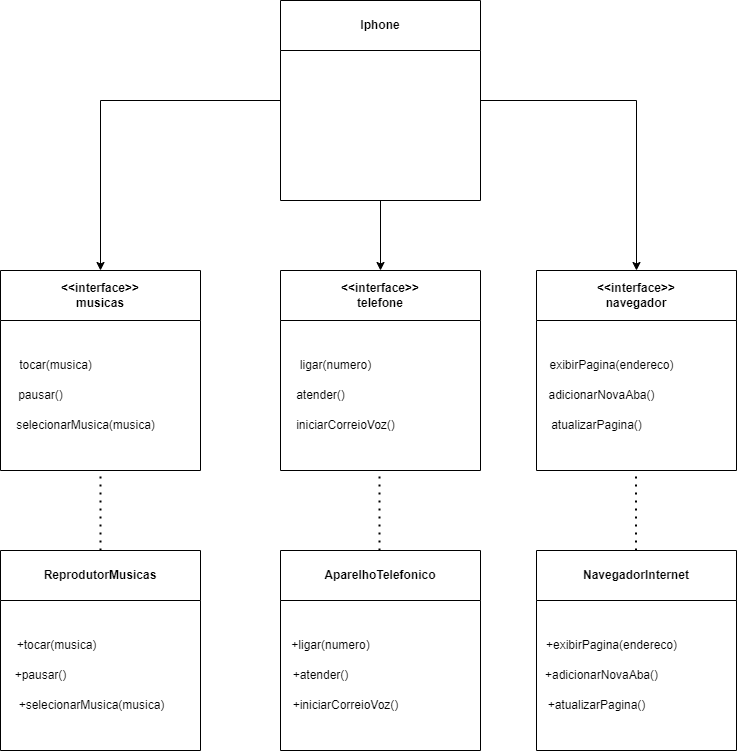 Iphone
<<interface>>
musicas
tocar(musica)
pausar()
selecionarMusica(musica)
<<interface>>
telefone
ligar(numero)
atender()
iniciarCorreioVoz()
<<interface>>
navegador
exibirPagina(endereco)
adicionarNovaAba()
atualizarPagina()
ReprodutorMusicas
+tocar(musica)
+pausar()
+selecionarMusica(musica)
AparelhoTelefonico
+ligar(numero)
+atender()
+iniciarCorreioVoz()
NavegadorInternet
+exibirPagina(endereco)
+adicionarNovaAba()
+atualizarPagina()